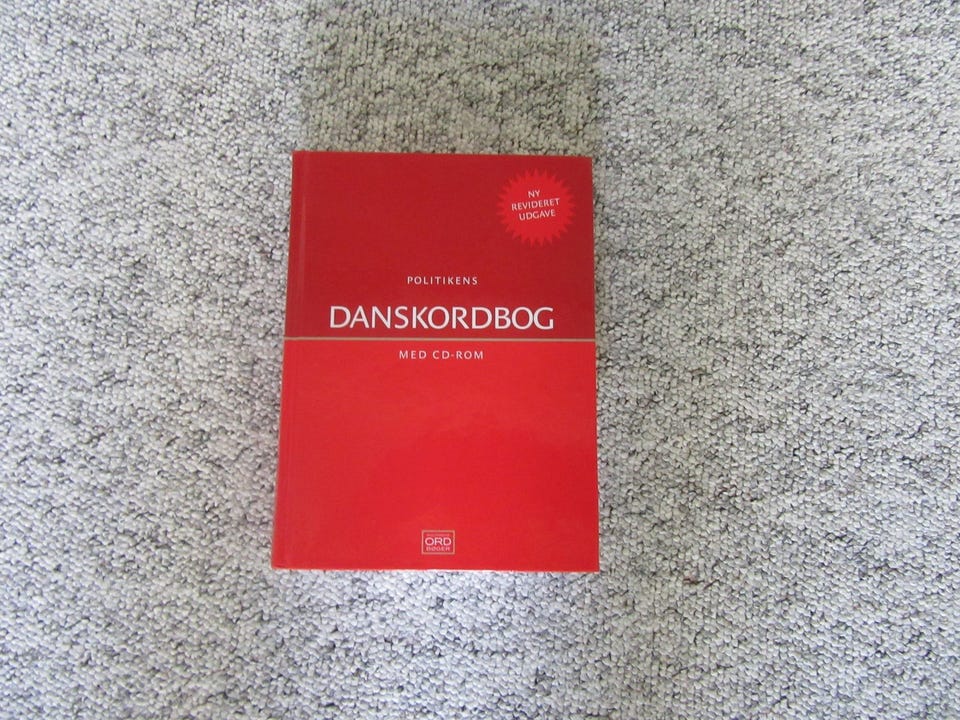 NY
REVIDERET
UDGAVE
POLITIKENS
DANSKORDBOG
MED CD-ROM
ORD
BØGER